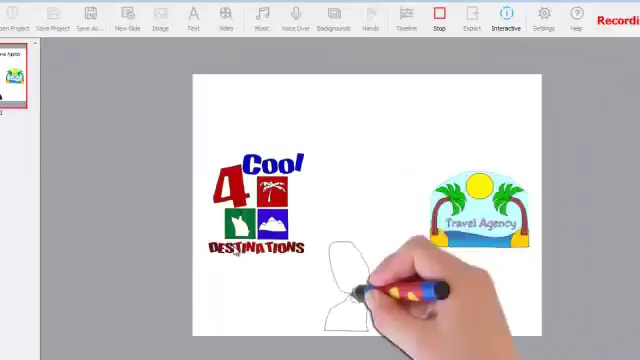 pen Project Save Project Save Ac... New Slide Image Text Video Music Voice Over Backgrounds Hands Timeline Stop Export Interactive Settings Help Recordi
Cool
4
DESTINATIONS
Travel Agency